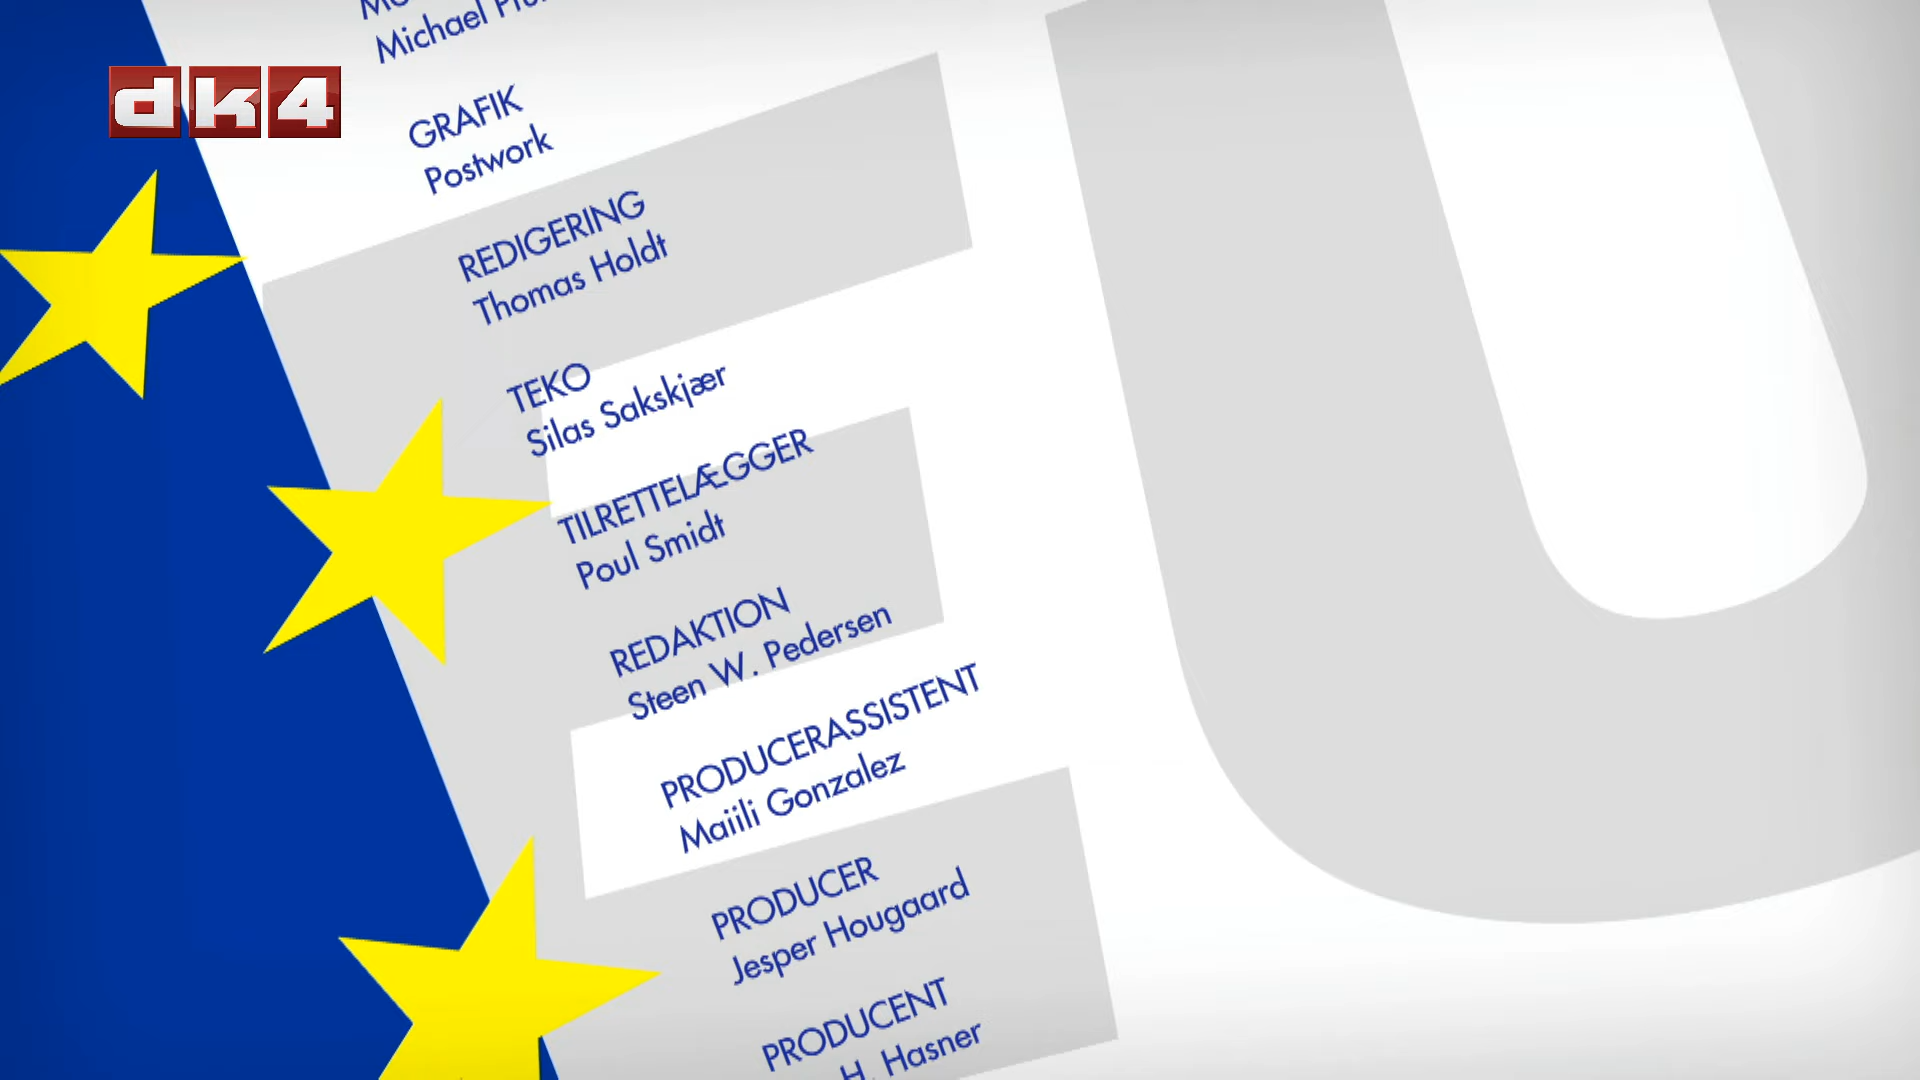 dk4
Michael
GRAFIK
Postwork
REDIGERING
Thomas Holdt
TEKO
Silas Sakskjær
TILRETTELÆGGER
Poul Smidt
REDAKTION
Steen W. Pedersen
PRODUCERASSISTENT
Maiili Gonzalez
PRODUCER
Jesper Hougaard
PRODUCENT
H. Hasner
EU